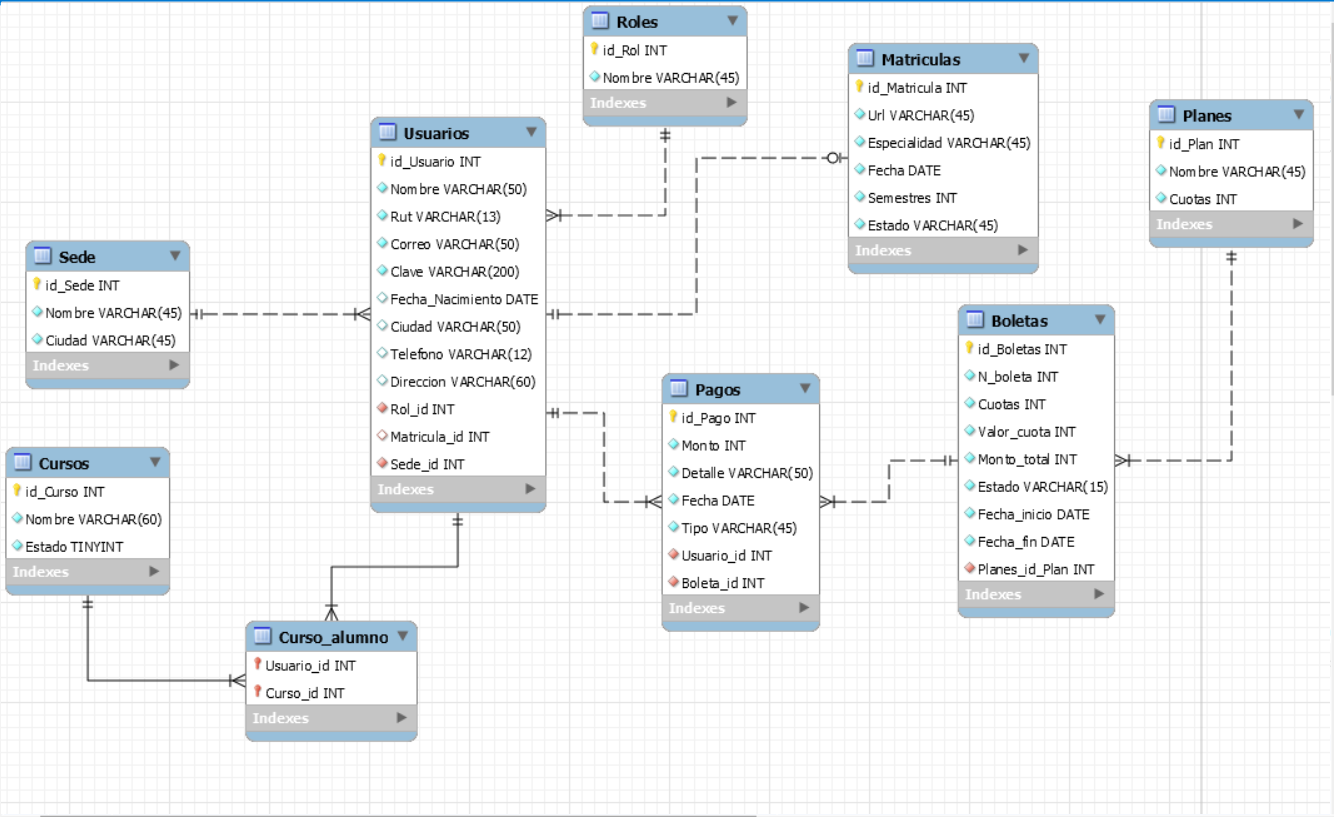 Roles
id_Rol INT
Nombre VARCHAR(45)
Indexes
Matriculas
id_Matricula INT
Url VARCHAR(45)
Especialidad VARCHAR(45)
Fecha DATE
Semestres INT
Estado VARCHAR(45)
Indexes
Planes
id_Plan INT
Nombre VARCHAR(45)
Cuotas INT
Indexes
Usuarios
id_Usuario INT
Nombre VARCHAR(50)
Rut VARCHAR(13)
Correo VARCHAR(50)
Clave VARCHAR(200)
Fecha_Nacimiento DATE
Ciudad VARCHAR(50)
Telefono VARCHAR(12)
Direccion VARCHAR(60)
Rol_id INT
Matricula_id INT
Sede_id INT
Indexes
Sede
id_Sede INT
Nombre VARCHAR(45)
Ciudad VARCHAR(45)
Indexes
Boletas
id_Boletas INT
N_boleta INT
Cuotas INT
Valor_cuota INT
Monto_total INT
Estado VARCHAR(15)
Fecha_inicio DATE
Fecha_fin DATE
Planes_id_Plan INT
Indexes
Pagos
id_Pago INT
Monto INT
Detalle VARCHAR(50)
Fecha DATE
Tipo VARCHAR(45)
Usuario_id INT
Boleta_id INT
Indexes
Cursos
id_Curso INT
Nombre VARCHAR(60)
Estado TINYINT
Indexes
Curso_alumno
Usuario_id INT
Curso_id INT
Indexes